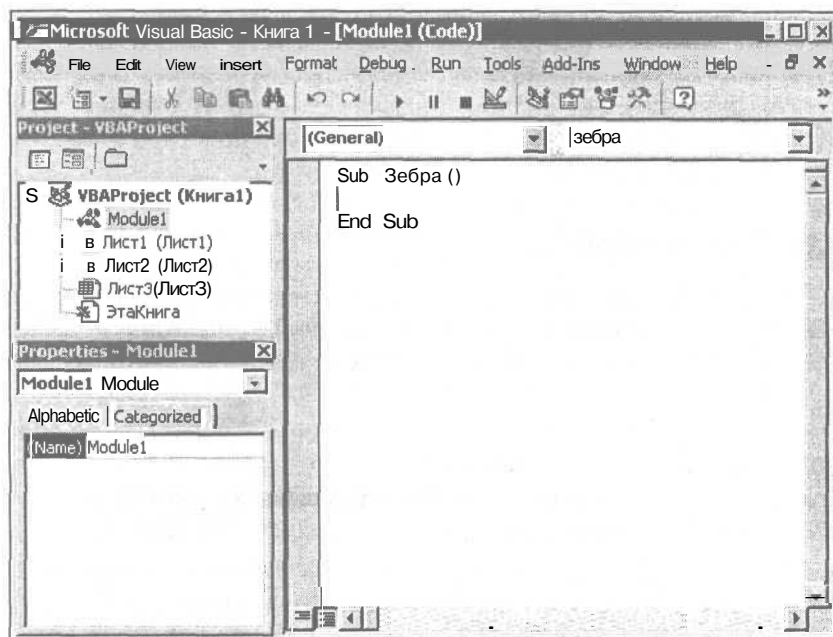 Microsoft Visual Basic - Книга 1 - [Module1 (Code)]
File Edit View insert Format Debug . Run Tools Add-Ins Window Help
Project - VBAProject
(General) зебра
S VBAProject (Книга1)
Module1
i в Лист1 (Лист1)
i в Лист2 (Лист2)
Лист3 (Лист3)
ЭтаКнига
Sub Зебра ()
End Sub
Properties - Module1
Module1 Module
Alphabetic Categorized
(Name) Module1